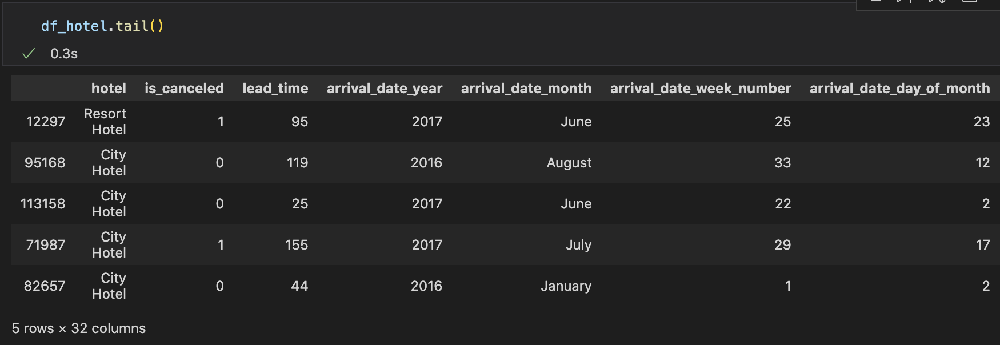 df_hotel.tail()
0.3s
hotel is_canceled lead_time arrival_date_year arrival_date_month arrival_date_week_number arrival_date_day_of_month
12297 Resort Hotel 1 95 2017 June 25 23
95168 City Hotel 0 119 2016 August 33 12
113158 City Hotel 0 25 2017 June 22 2
71987 City Hotel 1 155 2017 July 29 17
82657 City Hotel 0 44 2016 January 1 2
5 rows × 32 columns